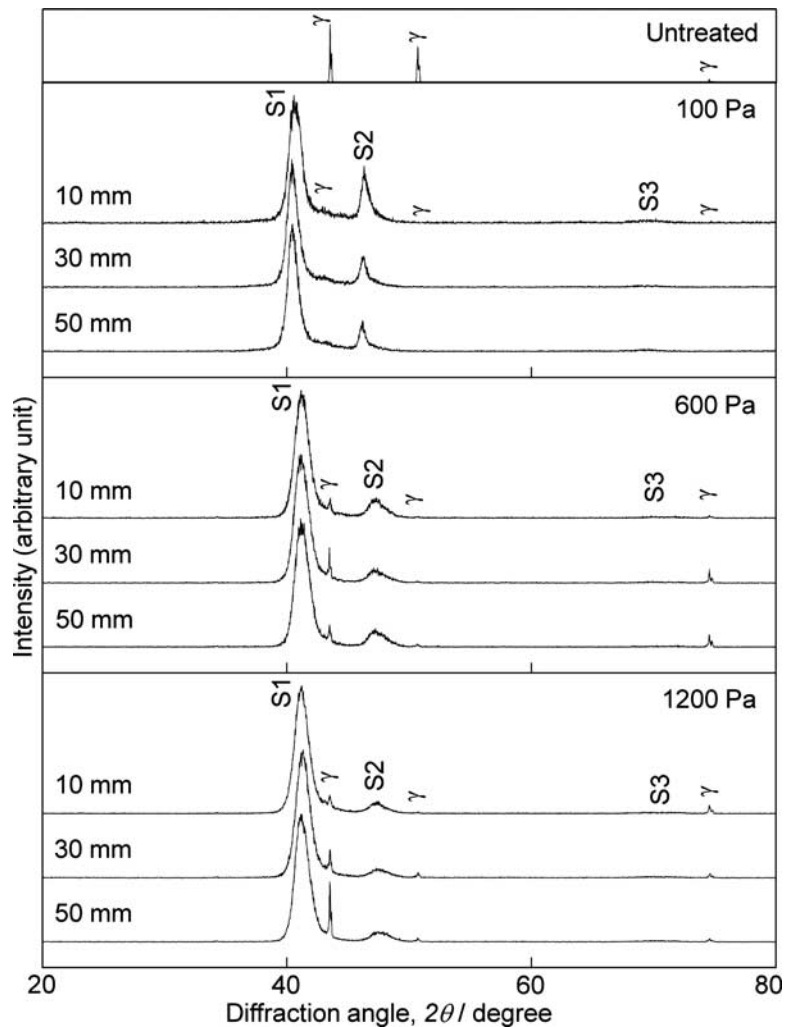 γ γ γ Untreated
S1 S2 γ γ S3 γ 100 Pa
10 mm
30 mm
50 mm
S1 γ S2 γ S3 γ 600 Pa
10 mm
30 mm
50 mm
S1 γ S2 γ S3 γ 1200 Pa
10 mm
30 mm
50 mm
Intensity (arbitrary unit)
20 40 60 80
Diffraction angle, 2θ / degree